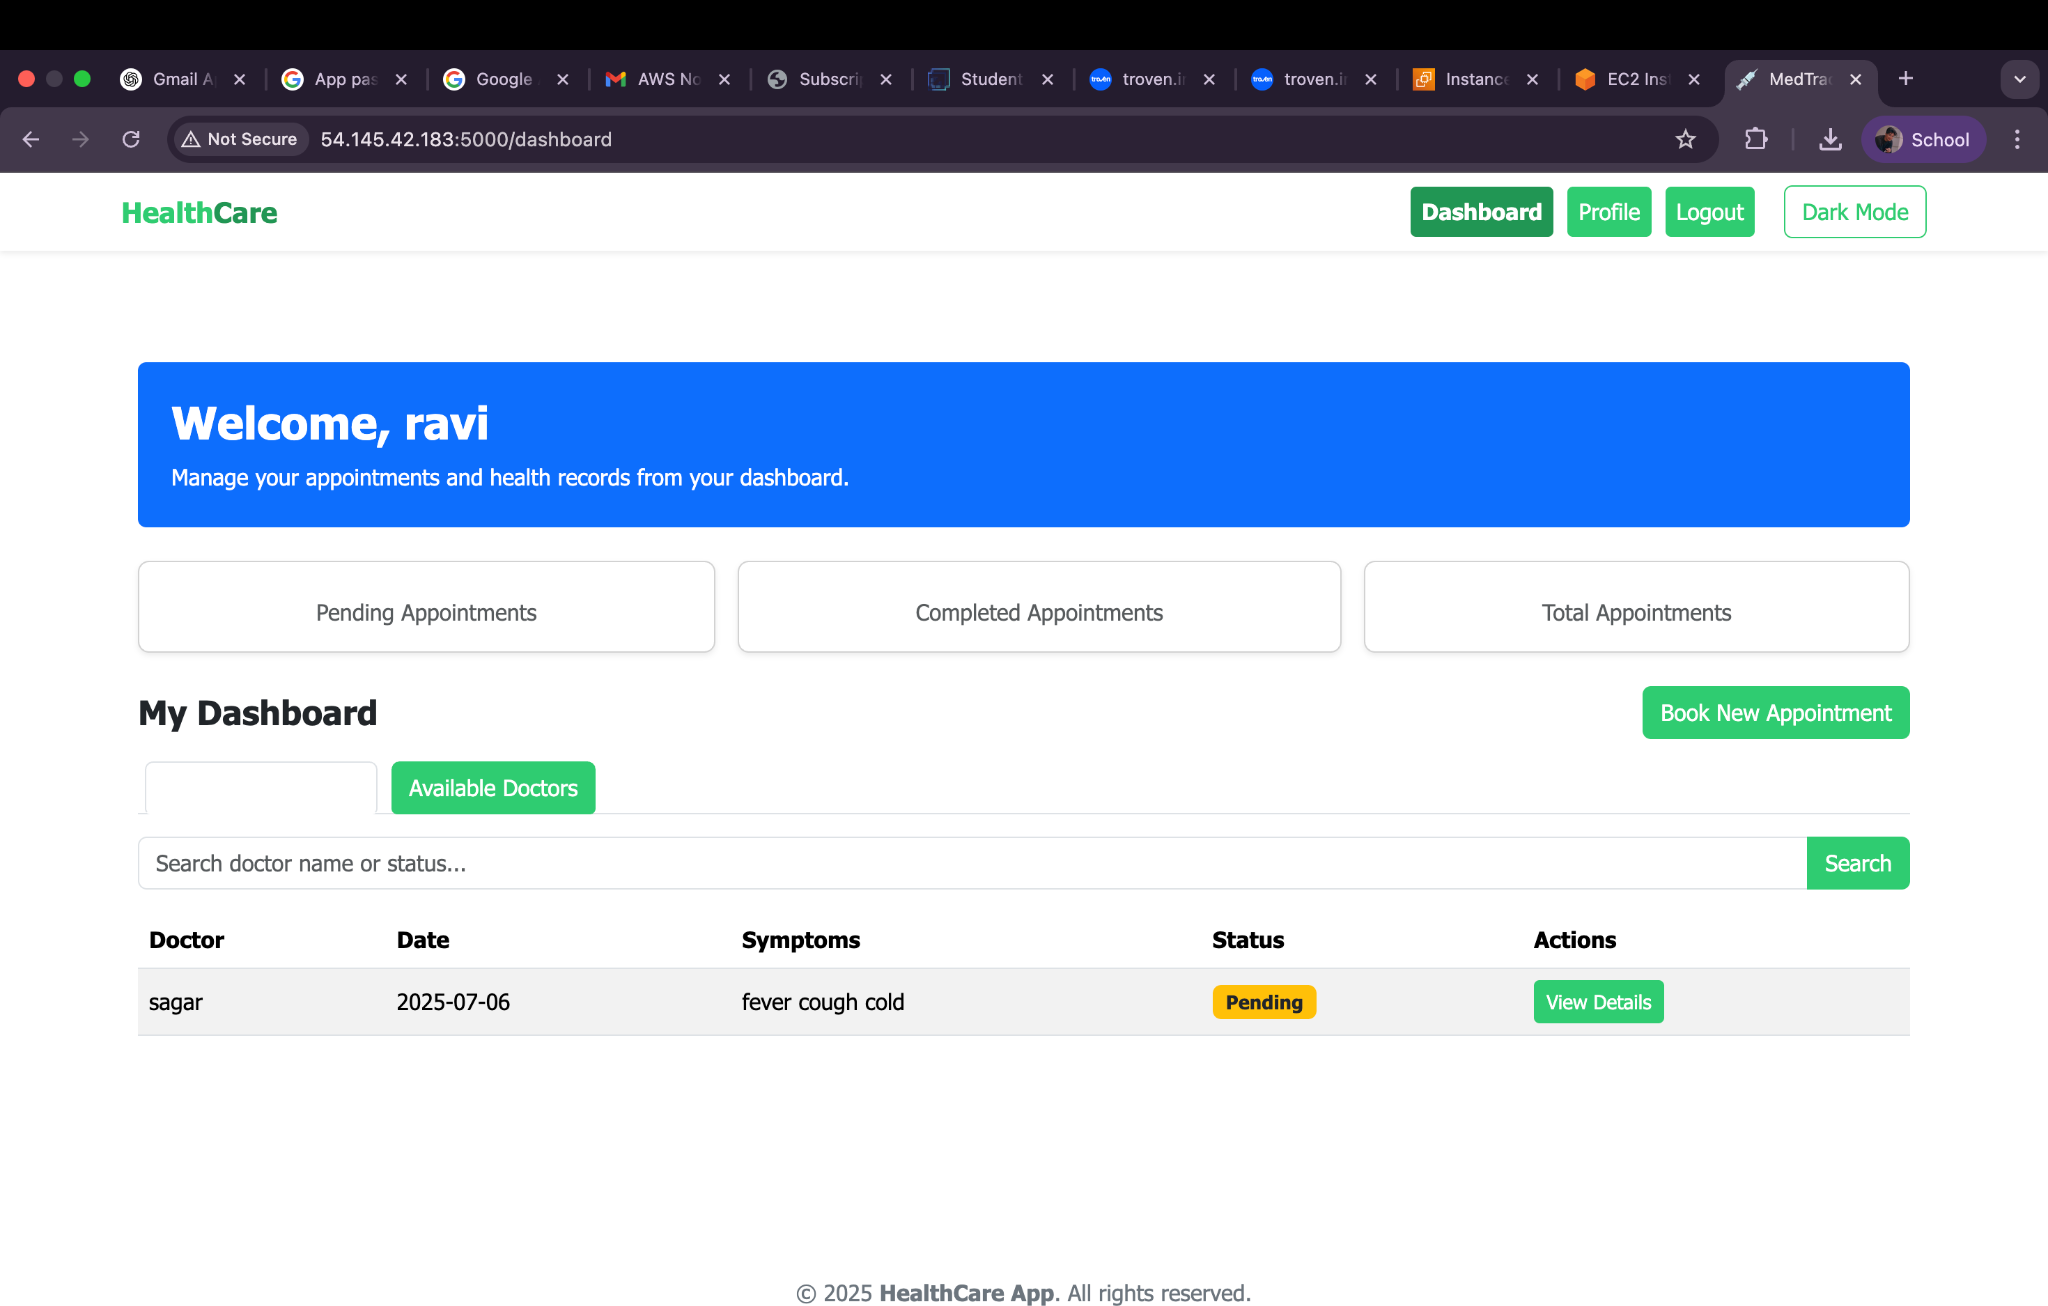 Gmail A
App pas
Google
AWS No
Subscri
Student
troven.i
troven.i
Instanc
EC2 Ins
MedTra
Not Secure
54.145.42.183:5000/dashboard
School
HealthCare
Dashboard
Profile
Logout
Dark Mode
Welcome, ravi
Manage your appointments and health records from your dashboard.
Pending Appointments
Completed Appointments
Total Appointments
My Dashboard
Book New Appointment
Available Doctors
Search doctor name or status...
Search
Doctor Date Symptoms Status Actions
sagar 2025-07-06 fever cough cold Pending View Details
© 2025 HealthCare App. All rights reserved.